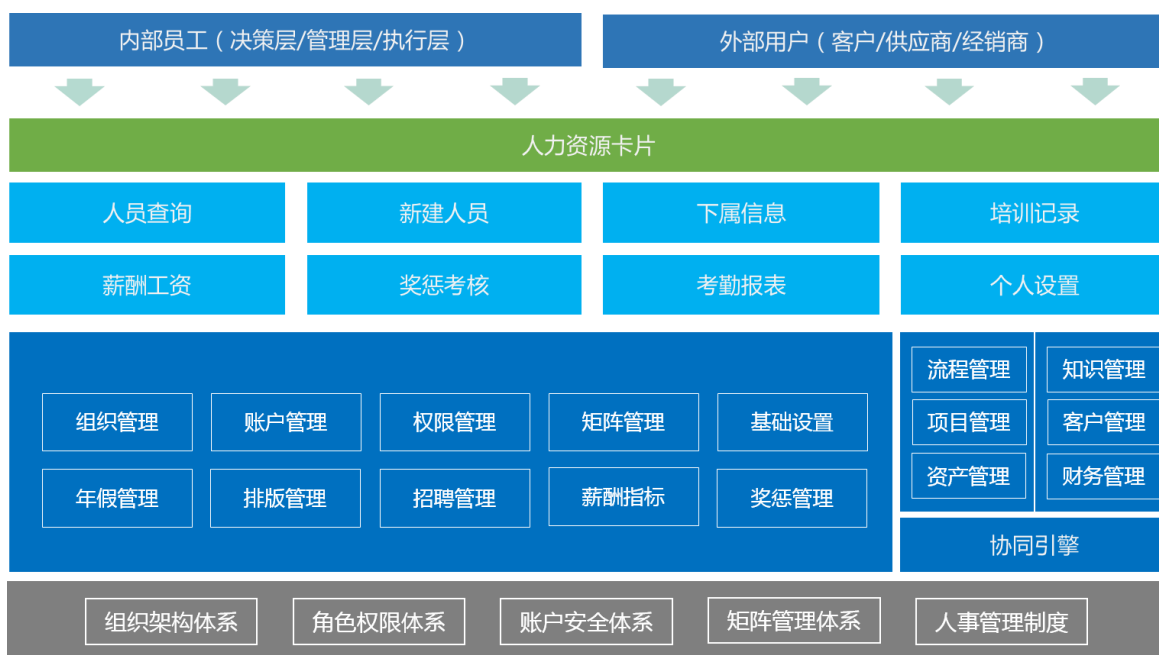 内部员工（决策层/管理层/执行层）
外部用户（客户/供应商/经销商）
人力资源卡片
人员查询
新建人员
下属信息
培训记录
薪酬工资
奖惩考核
考勤报表
个人设置
组织管理
账户管理
权限管理
矩阵管理
基础设置
年假管理
排版管理
招聘管理
薪酬指标
奖惩管理
流程管理
知识管理
项目管理
客户管理
资产管理
财务管理
协同引擎
组织架构体系
角色权限体系
账户安全体系
矩阵管理体系
人事管理制度